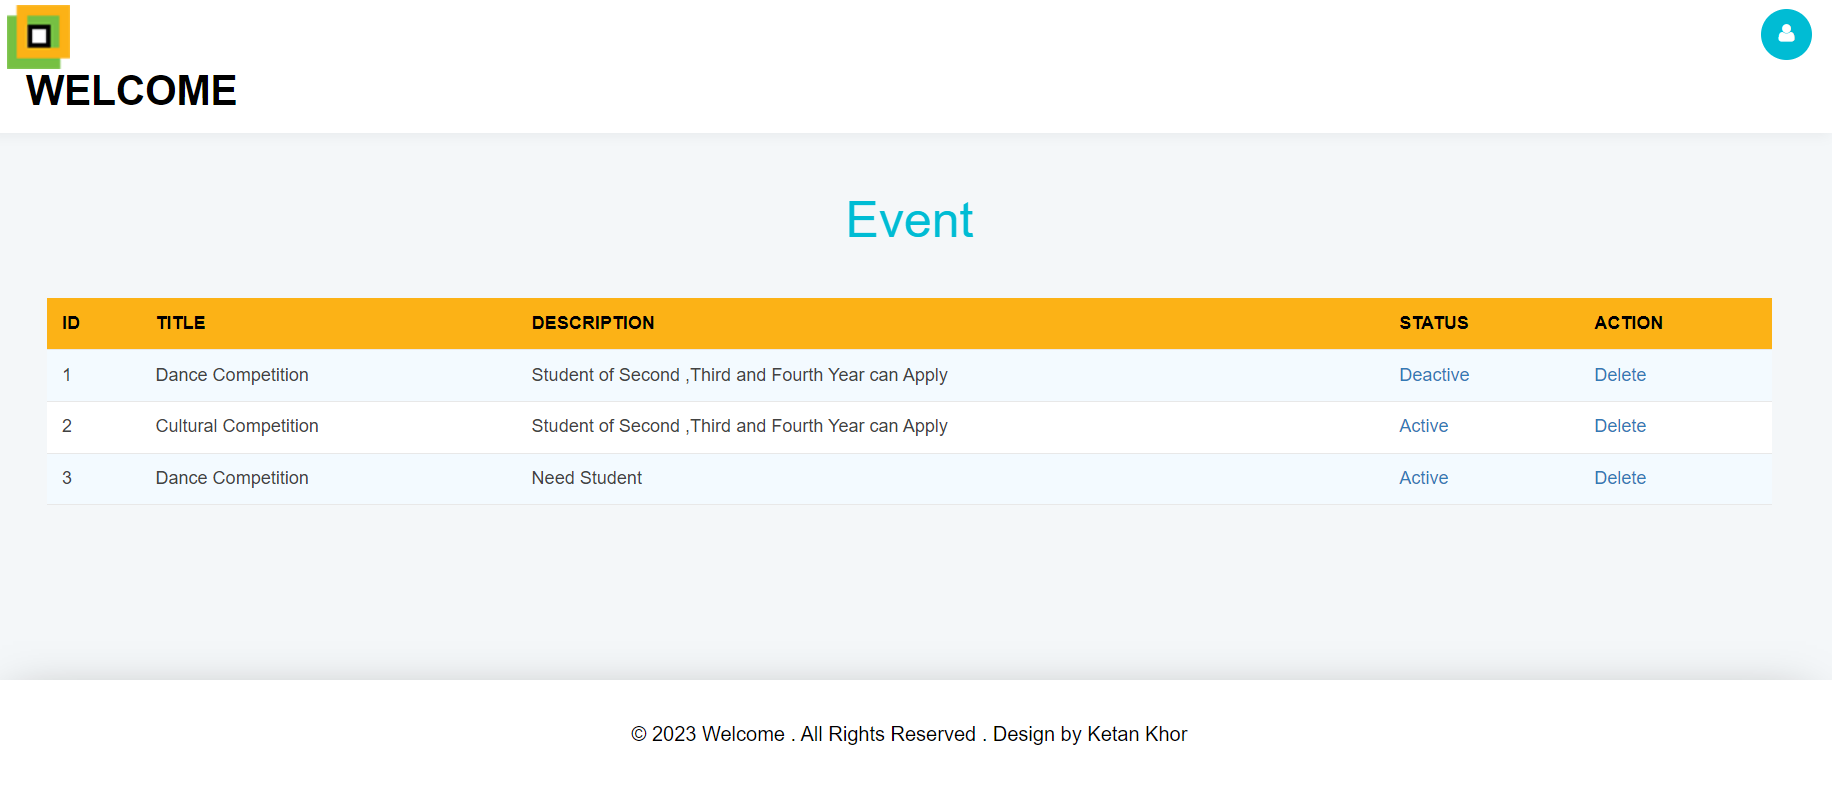 WELCOME
Event
ID TITLE DESCRIPTION STATUS ACTION
1 Dance Competition Student of Second ,Third and Fourth Year can Apply Deactive Delete
2 Cultural Competition Student of Second ,Third and Fourth Year can Apply Active Delete
3 Dance Competition Need Student Active Delete
© 2023 Welcome . All Rights Reserved . Design by Ketan Khor